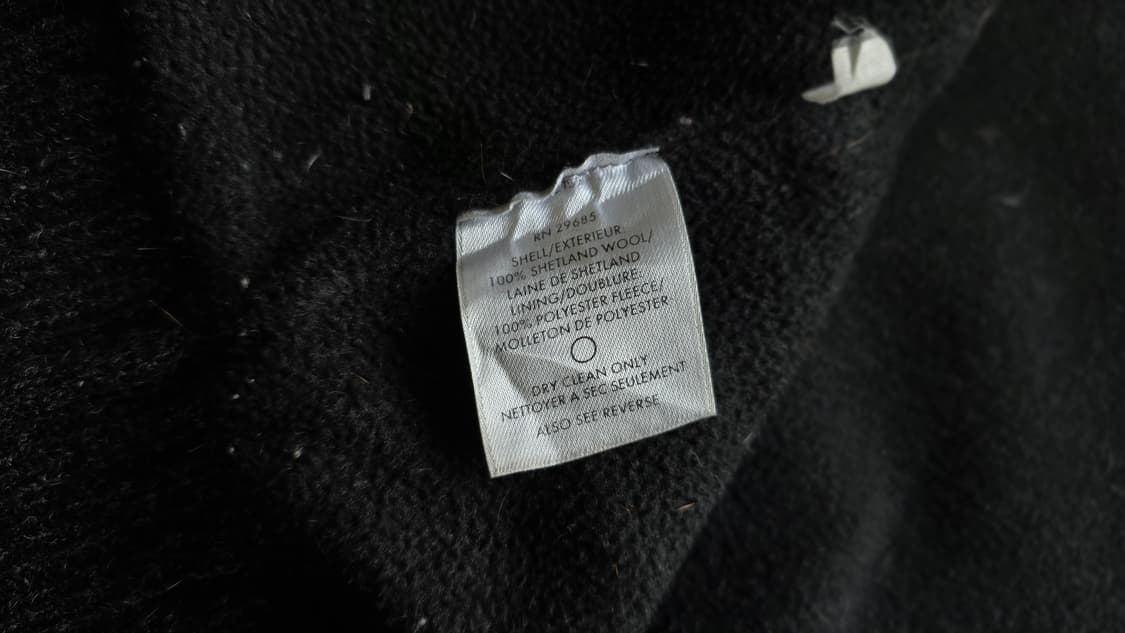 RN 29685
SHELL/EXTERIEUR:
100% SHETLAND WOOL/
LAINE DE SHETLAND
LINING/DOUBLURE:
100% POLYESTER FLEECE/
MOLLETON DE POLYESTER
DRY CLEAN ONLY
NETTOYER A SEC SEULEMENT
ALSO SEE REVERSE